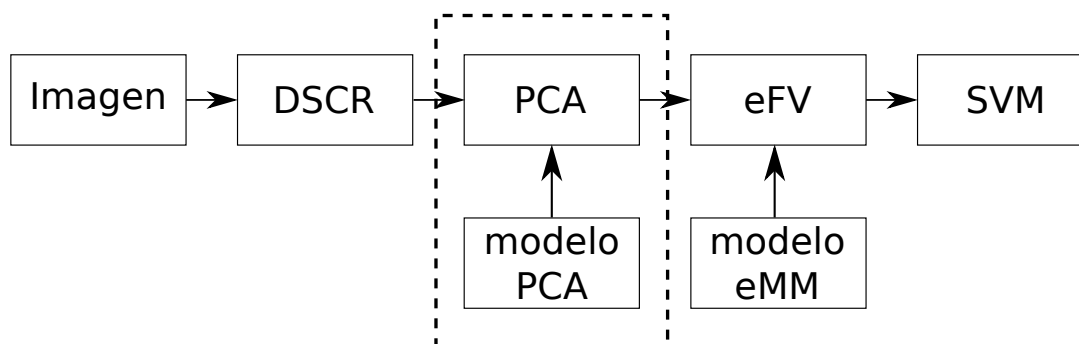 Imagen
DSCR
PCA
eFV
SVM
modelo
PCA
modelo
eMM